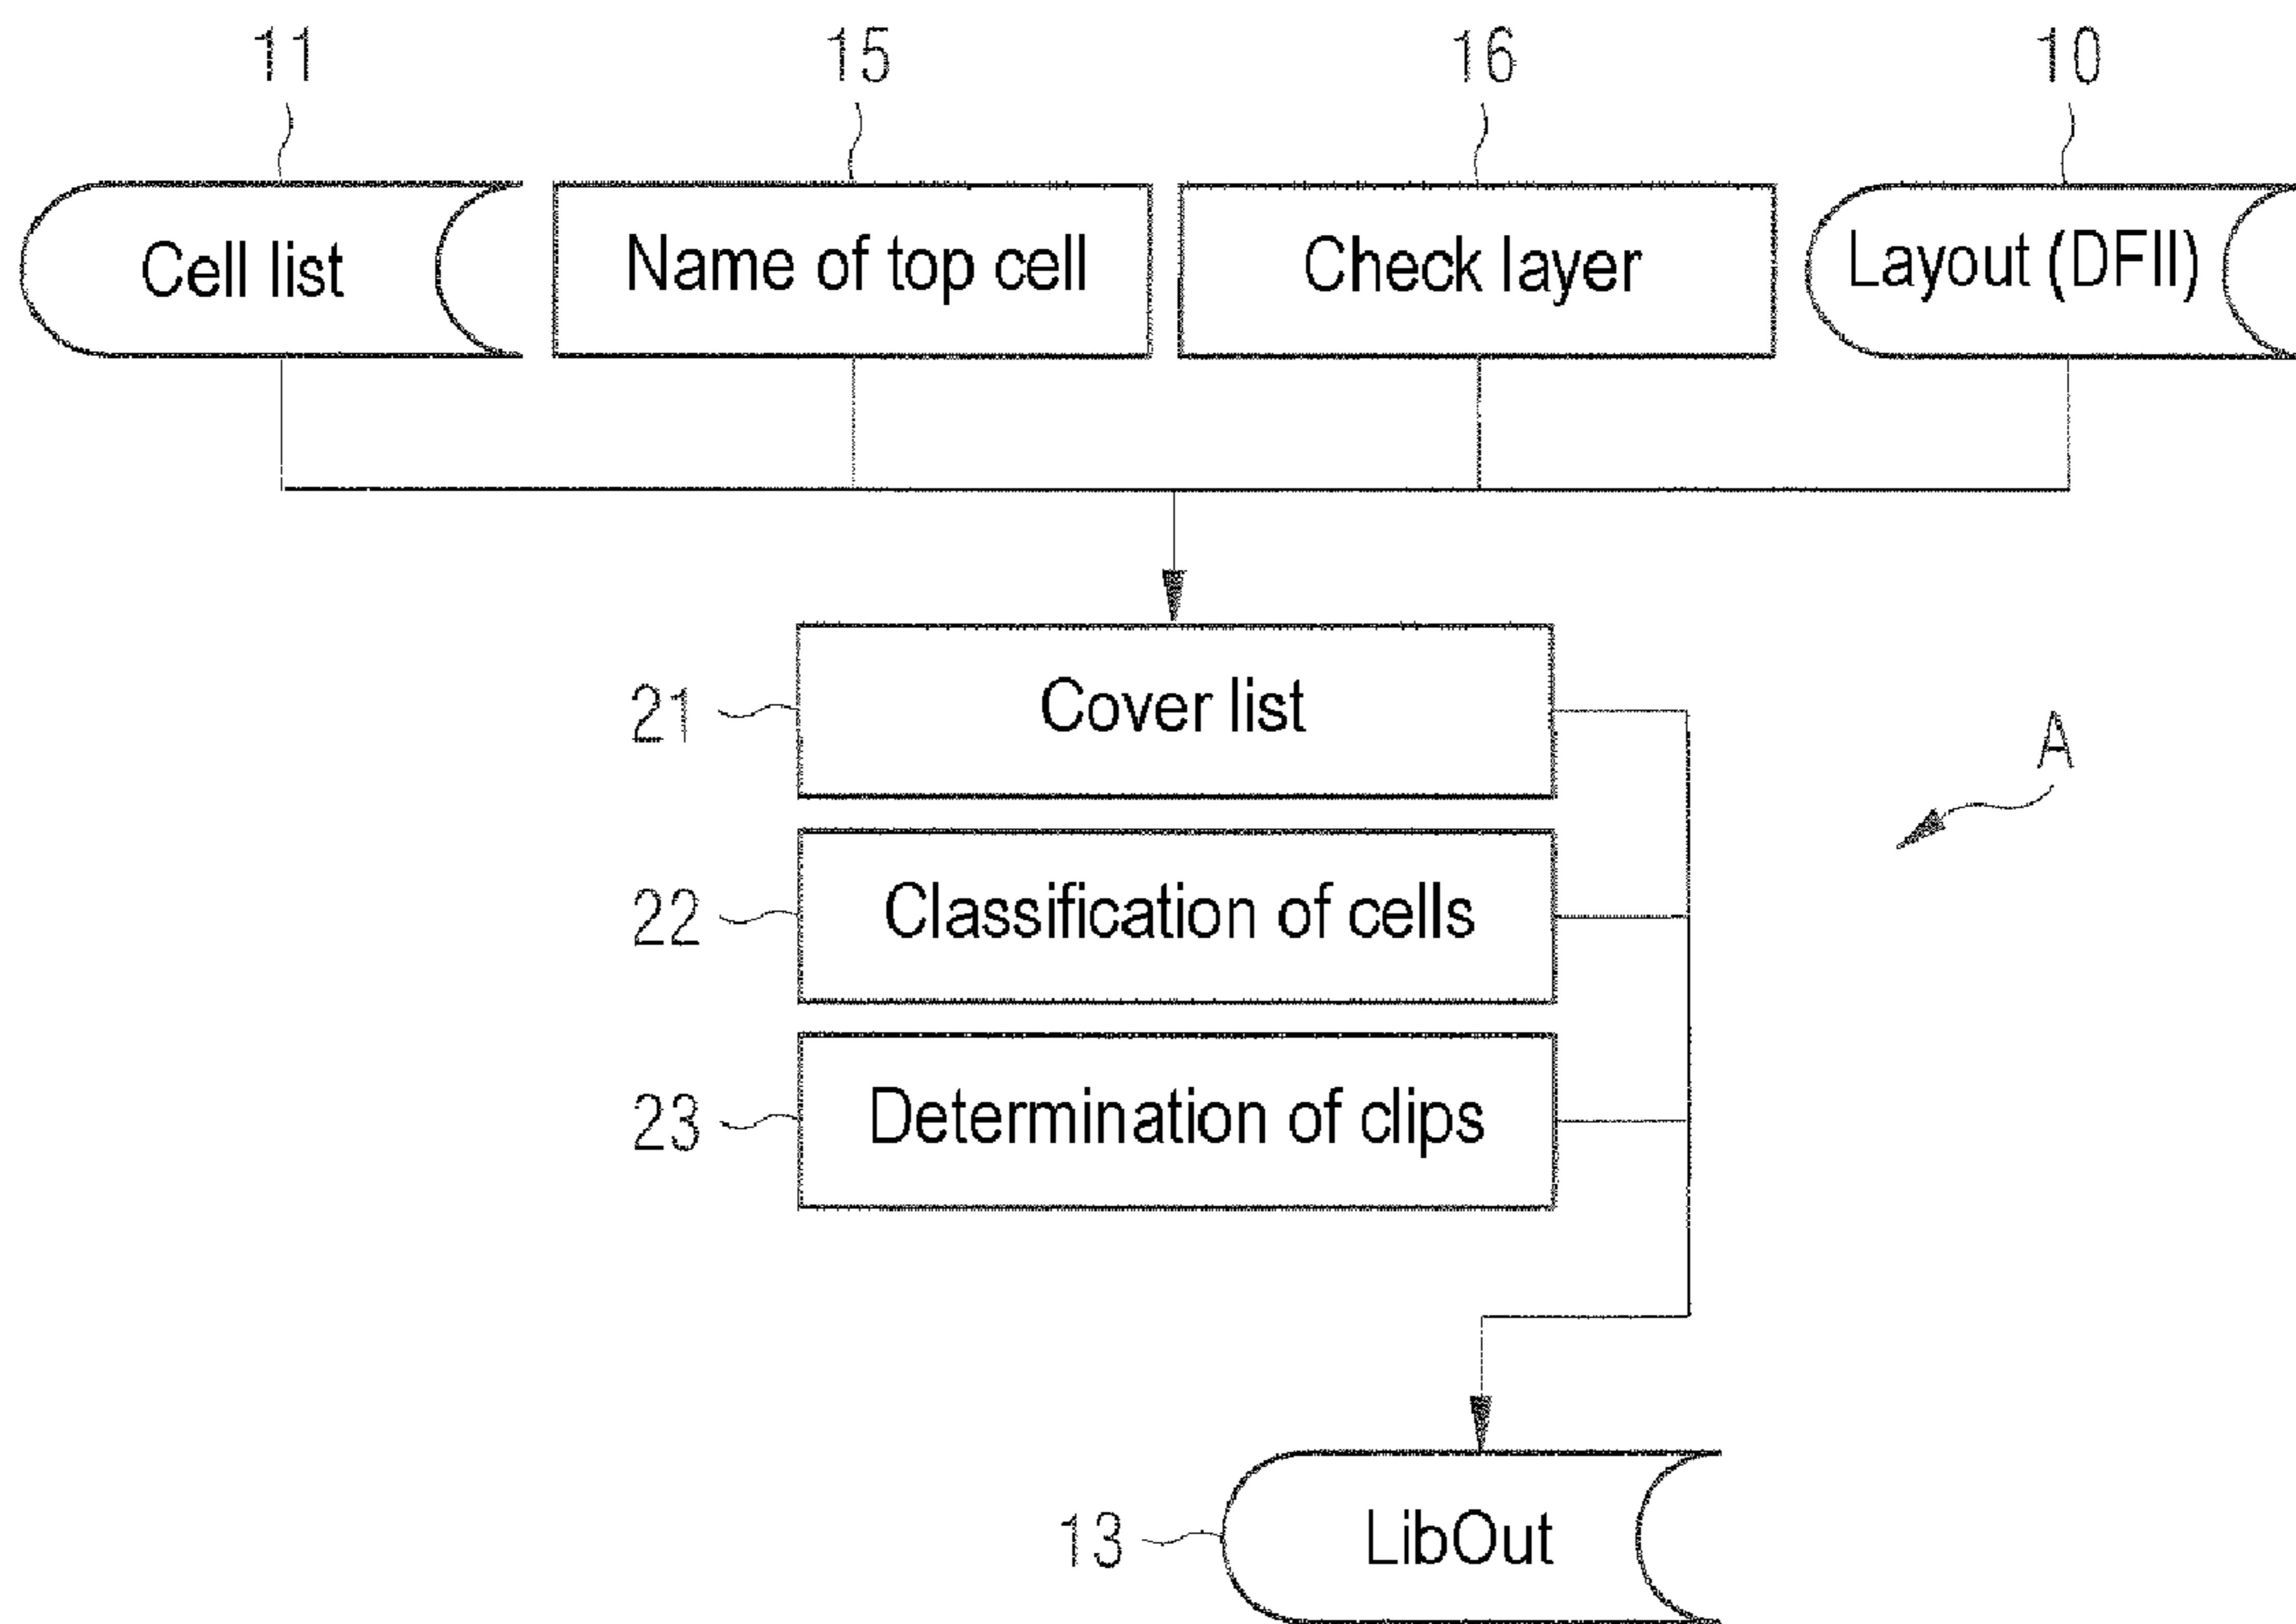 11
15
16
10
Cell list
Name of top cell
Check layer
Layout (DFII)
21
Cover list
A
22
Classification of cells
23
Determination of clips
13
LibOut